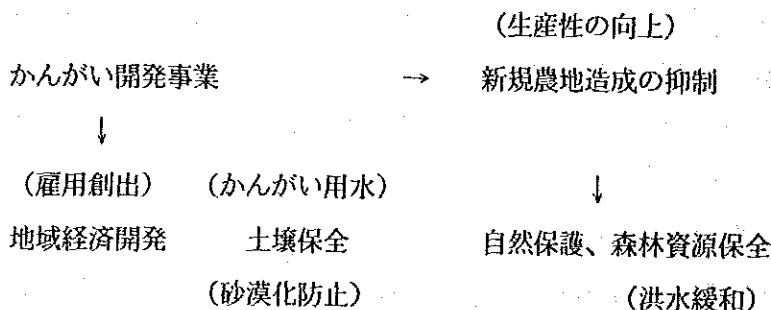 （生産性の向上）
かんがい開発事業 → 新規農地造成の抑制
↓
（雇用創出） （かんがい用水） ↓
地域経済開発 土壌保全 自然保護、森林資源保全
（砂漠化防止） （洪水緩和）